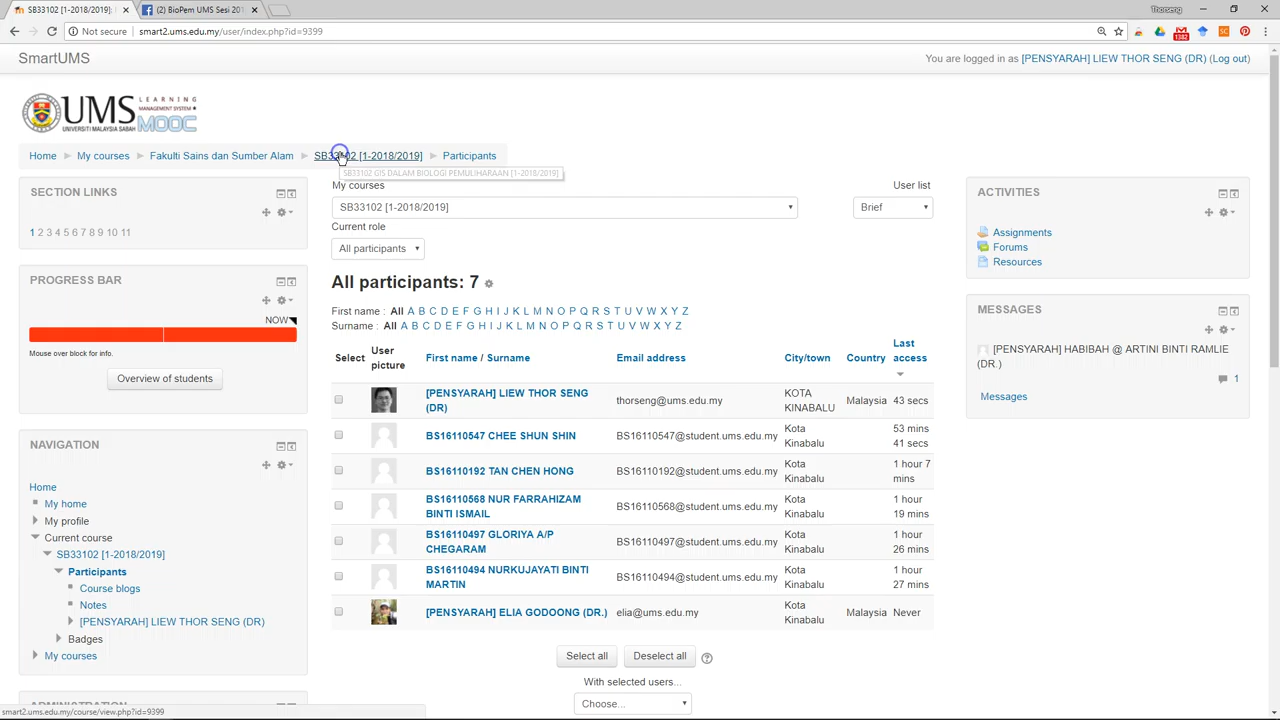 SB33102 [1-2018/2019]:
(2) BioPem UMS Sesi 201
Thorseng
Not secure
smart2.ums.edu.my/user/index.php?id=9399
1382
SC
SmartUMS
You are logged in as [PENSYARAH] LIEW THOR SENG (DR) (Log out)
UMS
LEARNING
MANAGEMENT SYSTEM
MOOC
UNIVERSITI MALAYSIA SABAH
Home
My courses
Fakulti Sains dan Sumber Alam
SB33102 [1-2018/2019]
Participants
SB33102 GIS DALAM BIOLOGI PEMULIHARAAN [1-2018/2019]
SECTION LINKS
1 2 3 4 5 6 7 8 9 10 11
PROGRESS BAR
NOW
Mouse over block for info.
Overview of students
NAVIGATION
Home
My home
My profile
Current course
SB33102 [1-2018/2019]
Participants
Course blogs
Notes
[PENSYARAH] LIEW THOR SENG (DR)
Badges
My courses
ADMINISTRATION
smart2.ums.edu.my/course/view.php?id=9399
My courses
User list
SB33102 [1-2018/2019]
Brief
Current role
All participants
All participants: 7
First name : All A B C D E F G H I J K L M N O P Q R S T U V W X Y Z
Surname : All A B C D E F G H I J K L M N O P Q R S T U V W X Y Z
Select
User picture
First name / Surname
Email address
City/town
Country
Last access
[PENSYARAH] LIEW THOR SENG (DR)
thorseng@ums.edu.my
KOTA KINABALU
Malaysia
43 secs
BS16110547 CHEE SHUN SHIN
BS16110547@student.ums.edu.my
Kota Kinabalu
53 mins 41 secs
BS16110192 TAN CHEN HONG
BS16110192@student.ums.edu.my
Kota Kinabalu
1 hour 7 mins
BS16110568 NUR FARRAHIZAM BINTI ISMAIL
BS16110568@student.ums.edu.my
Kota Kinabalu
1 hour 19 mins
BS16110497 GLORIYA A/P CHEGARAM
BS16110497@student.ums.edu.my
Kota Kinabalu
1 hour 26 mins
BS16110494 NURKUJAYATI BINTI MARTIN
BS16110494@student.ums.edu.my
Kota Kinabalu
1 hour 27 mins
[PENSYARAH] ELIA GODOONG (DR.)
elia@ums.edu.my
Kota Kinabalu
Malaysia
Never
Select all
Deselect all
With selected users...
Choose...
ACTIVITIES
Assignments
Forums
Resources
MESSAGES
[PENSYARAH] HABIBAH @ ARTINI BINTI RAMLIE (DR.)
1
Messages